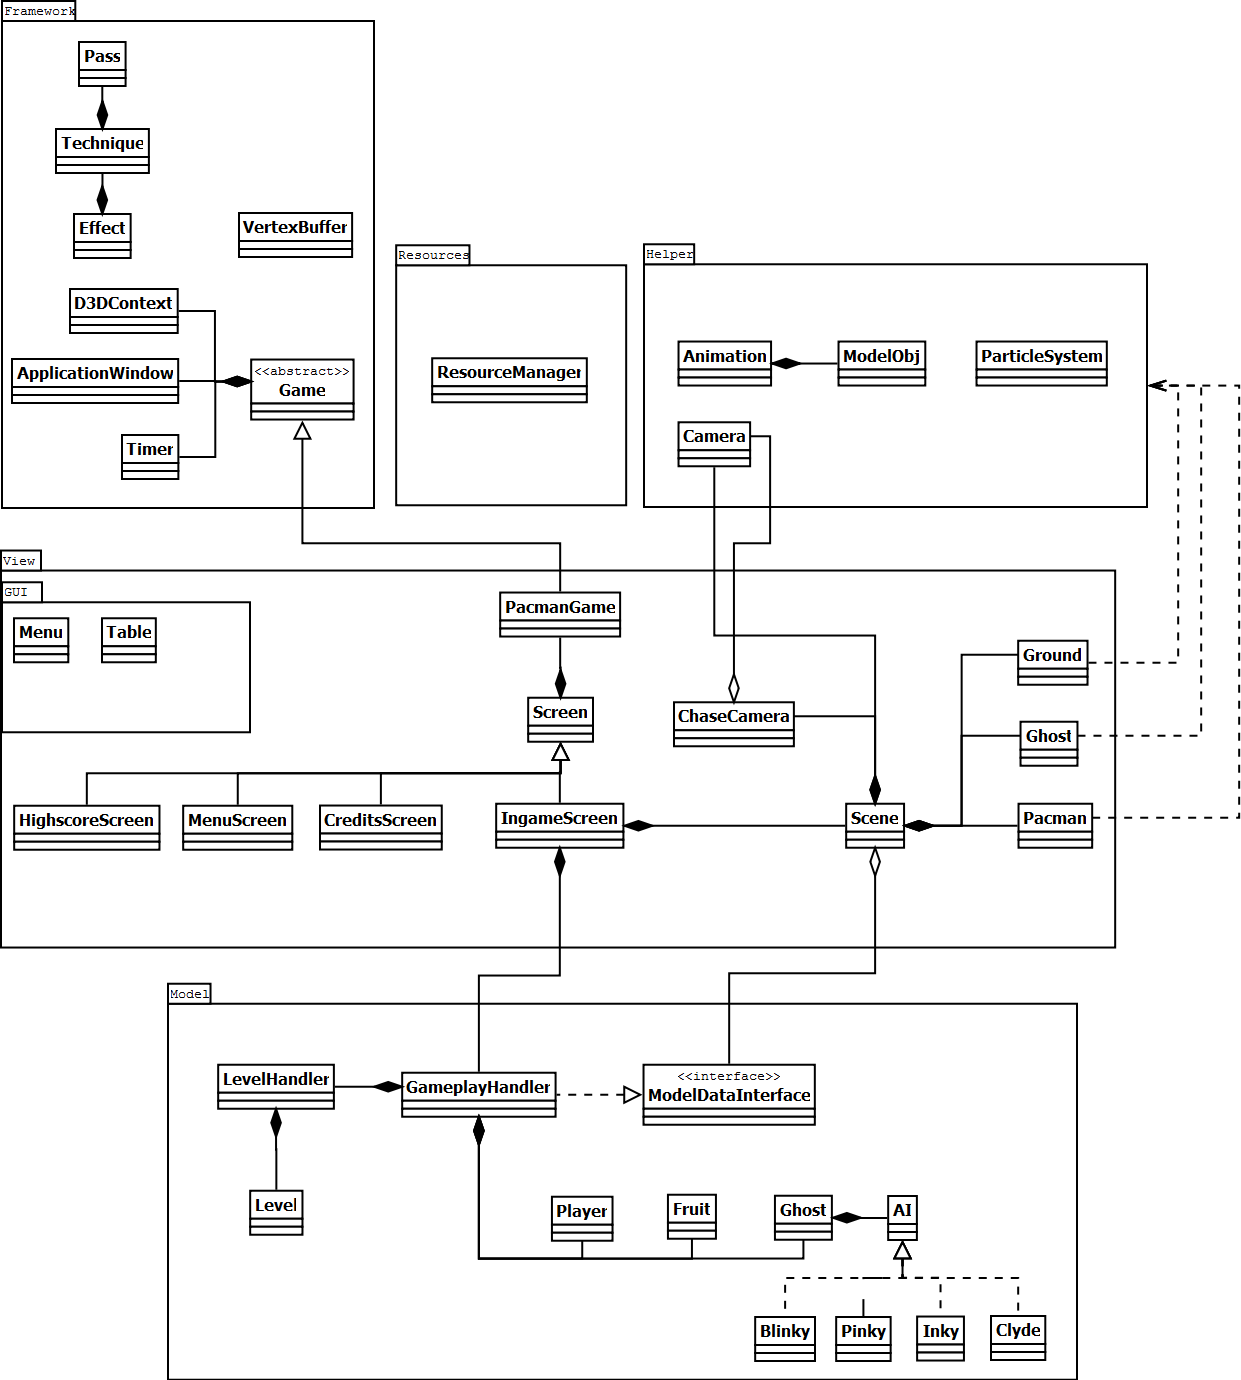 Framework
Pass
Technique
Effect
VertexBuffer
D3DContext
ApplicationWindow
<<abstract>>
Game
Timer
Resources
ResourceManager
Helper
Animation
ModelObj
ParticleSystem
Camera
View
GUI
Menu
Table
PacmanGame
Screen
ChaseCamera
Ground
Ghost
HighscoreScreen
MenuScreen
CreditsScreen
IngameScreen
Scene
Pacman
Model
LevelHandler
GameplayHandler
<<interface>>
ModelDataInterface
Level
Player
Fruit
Ghost
AI
Blinky
Pinky
Inky
Clyde